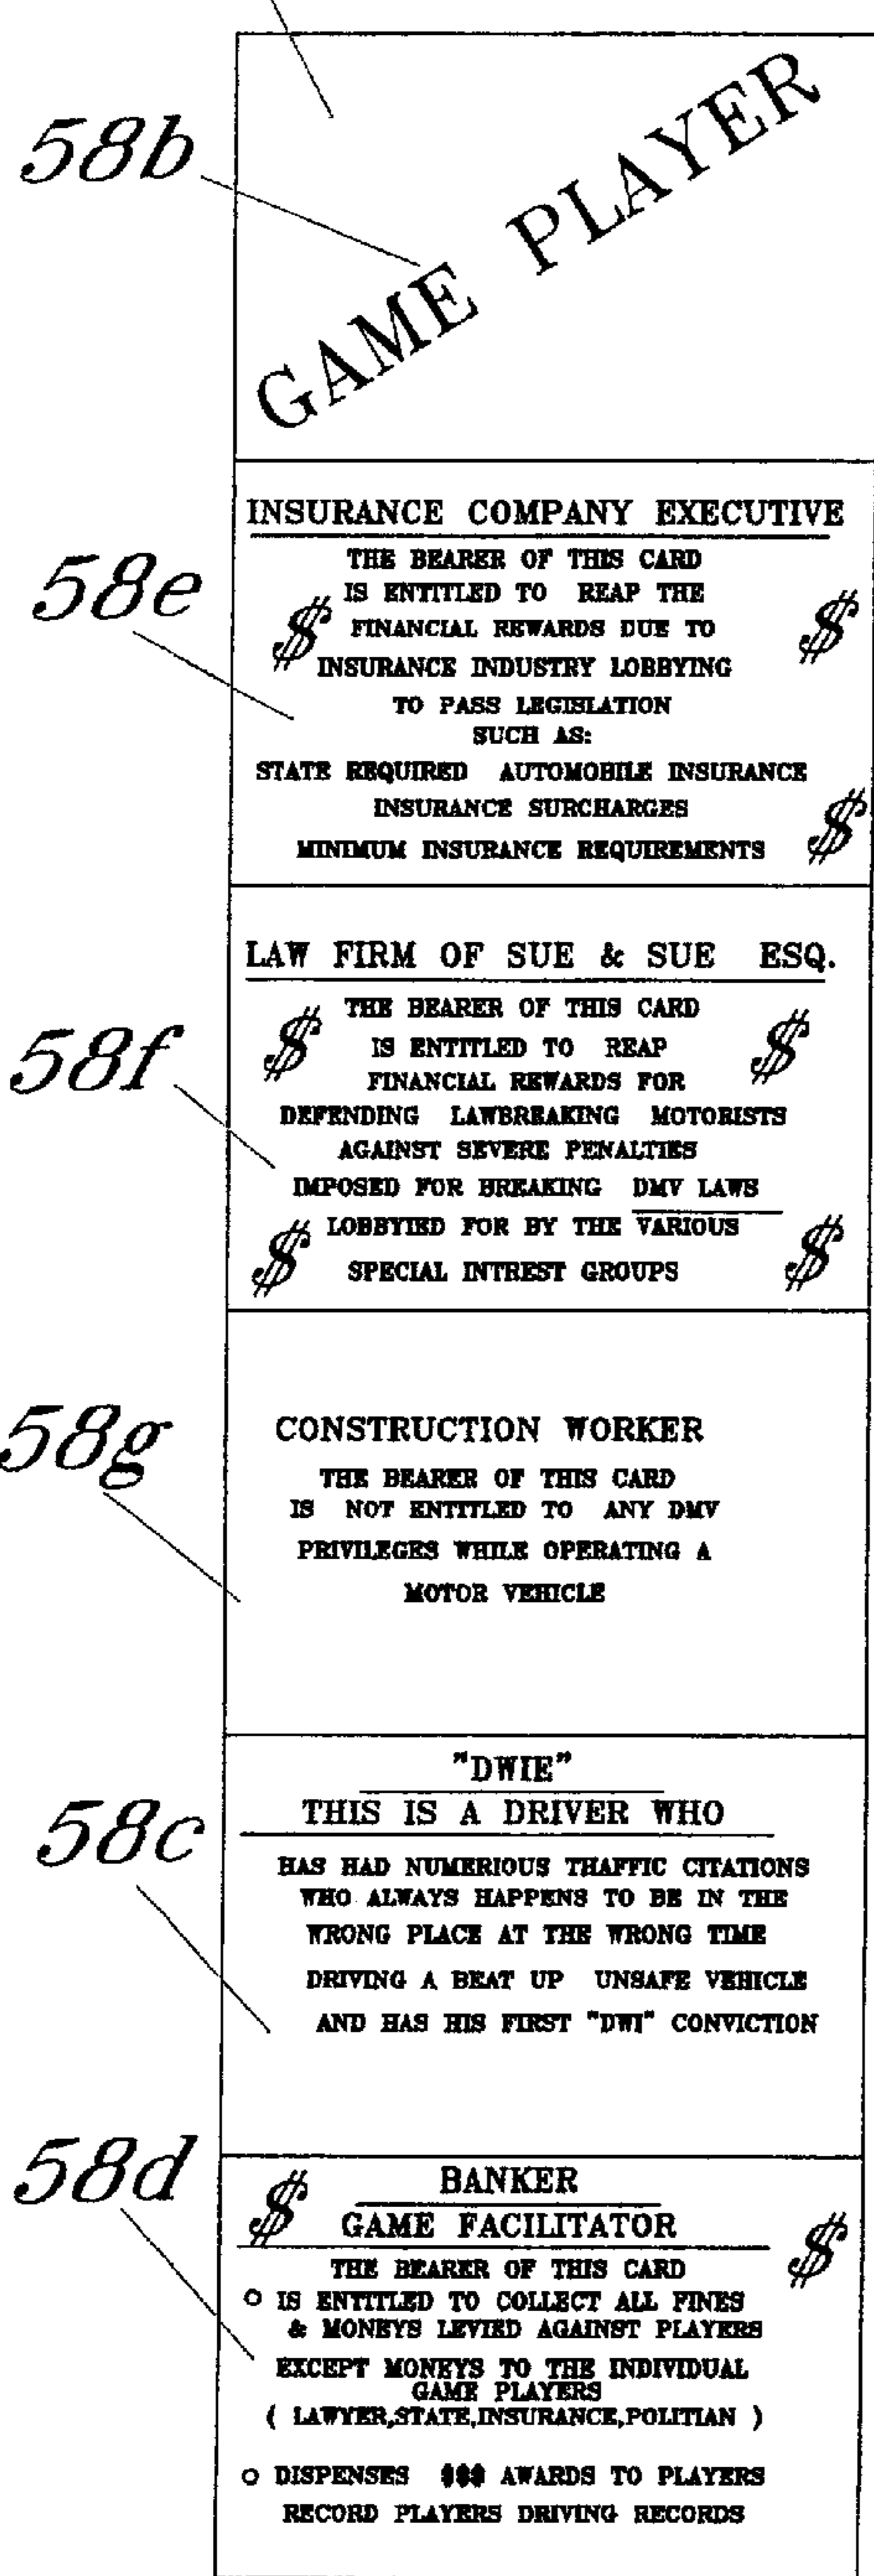 58b
GAME PLAYER
58e
INSURANCE COMPANY EXECUTIVE
THE BEARER OF THIS CARD
IS ENTITLED TO REAP THE
$ FINANCIAL REWARDS DUE TO $
INSURANCE INDUSTRY LOBBYING
TO PASS LEGISLATION
SUCH AS:
STATE REQUIRED AUTOMOBILE INSURANCE
INSURANCE SURCHARGES
MINIMUM INSURANCE REQUIREMENTS $
58f
LAW FIRM OF SUE & SUE ESQ.
THE BEARER OF THIS CARD
$ IS ENTITLED TO REAP $
FINANCIAL REWARDS FOR
DEFENDING LAWBREAKING MOTORISTS
AGAINST SEVERE PENALTIES
IMPOSED FOR BREAKING DMV LAWS
$ LOBBYIED FOR BY THE VARIOUS $
SPECIAL INTREST GROUPS
58g
CONSTRUCTION WORKER
THE BEARER OF THIS CARD
IS NOT ENTITLED TO ANY DMV
PRIVILEGES WHILE OPERATING A
MOTOR VEHICLE
58c
"DWIE"
THIS IS A DRIVER WHO
HAS HAD NUMERIOUS THAFFIC CITATIONS
WHO ALWAYS HAPPENS TO BE IN THE
WRONG PLACE AT THE WRONG TIME
DRIVING A BEAT UP UNSAFE VEHICLE
AND HAS HIS FIRST "DWI" CONVICTION
58d
BANKER
$ GAME FACILITATOR $
THE BEARER OF THIS CARD
o IS ENTITLED TO COLLECT ALL FINES
& MONEYS LEVIED AGAINST PLAYERS
EXCEPT MONEYS TO THE INDIVIDUAL
GAME PLAYERS
( LAWYER,STATE,INSURANCE,POLITIAN )
o DISPENSES $$$ AWARDS TO PLAYERS
RECORD PLAYERS DRIVING RECORDS